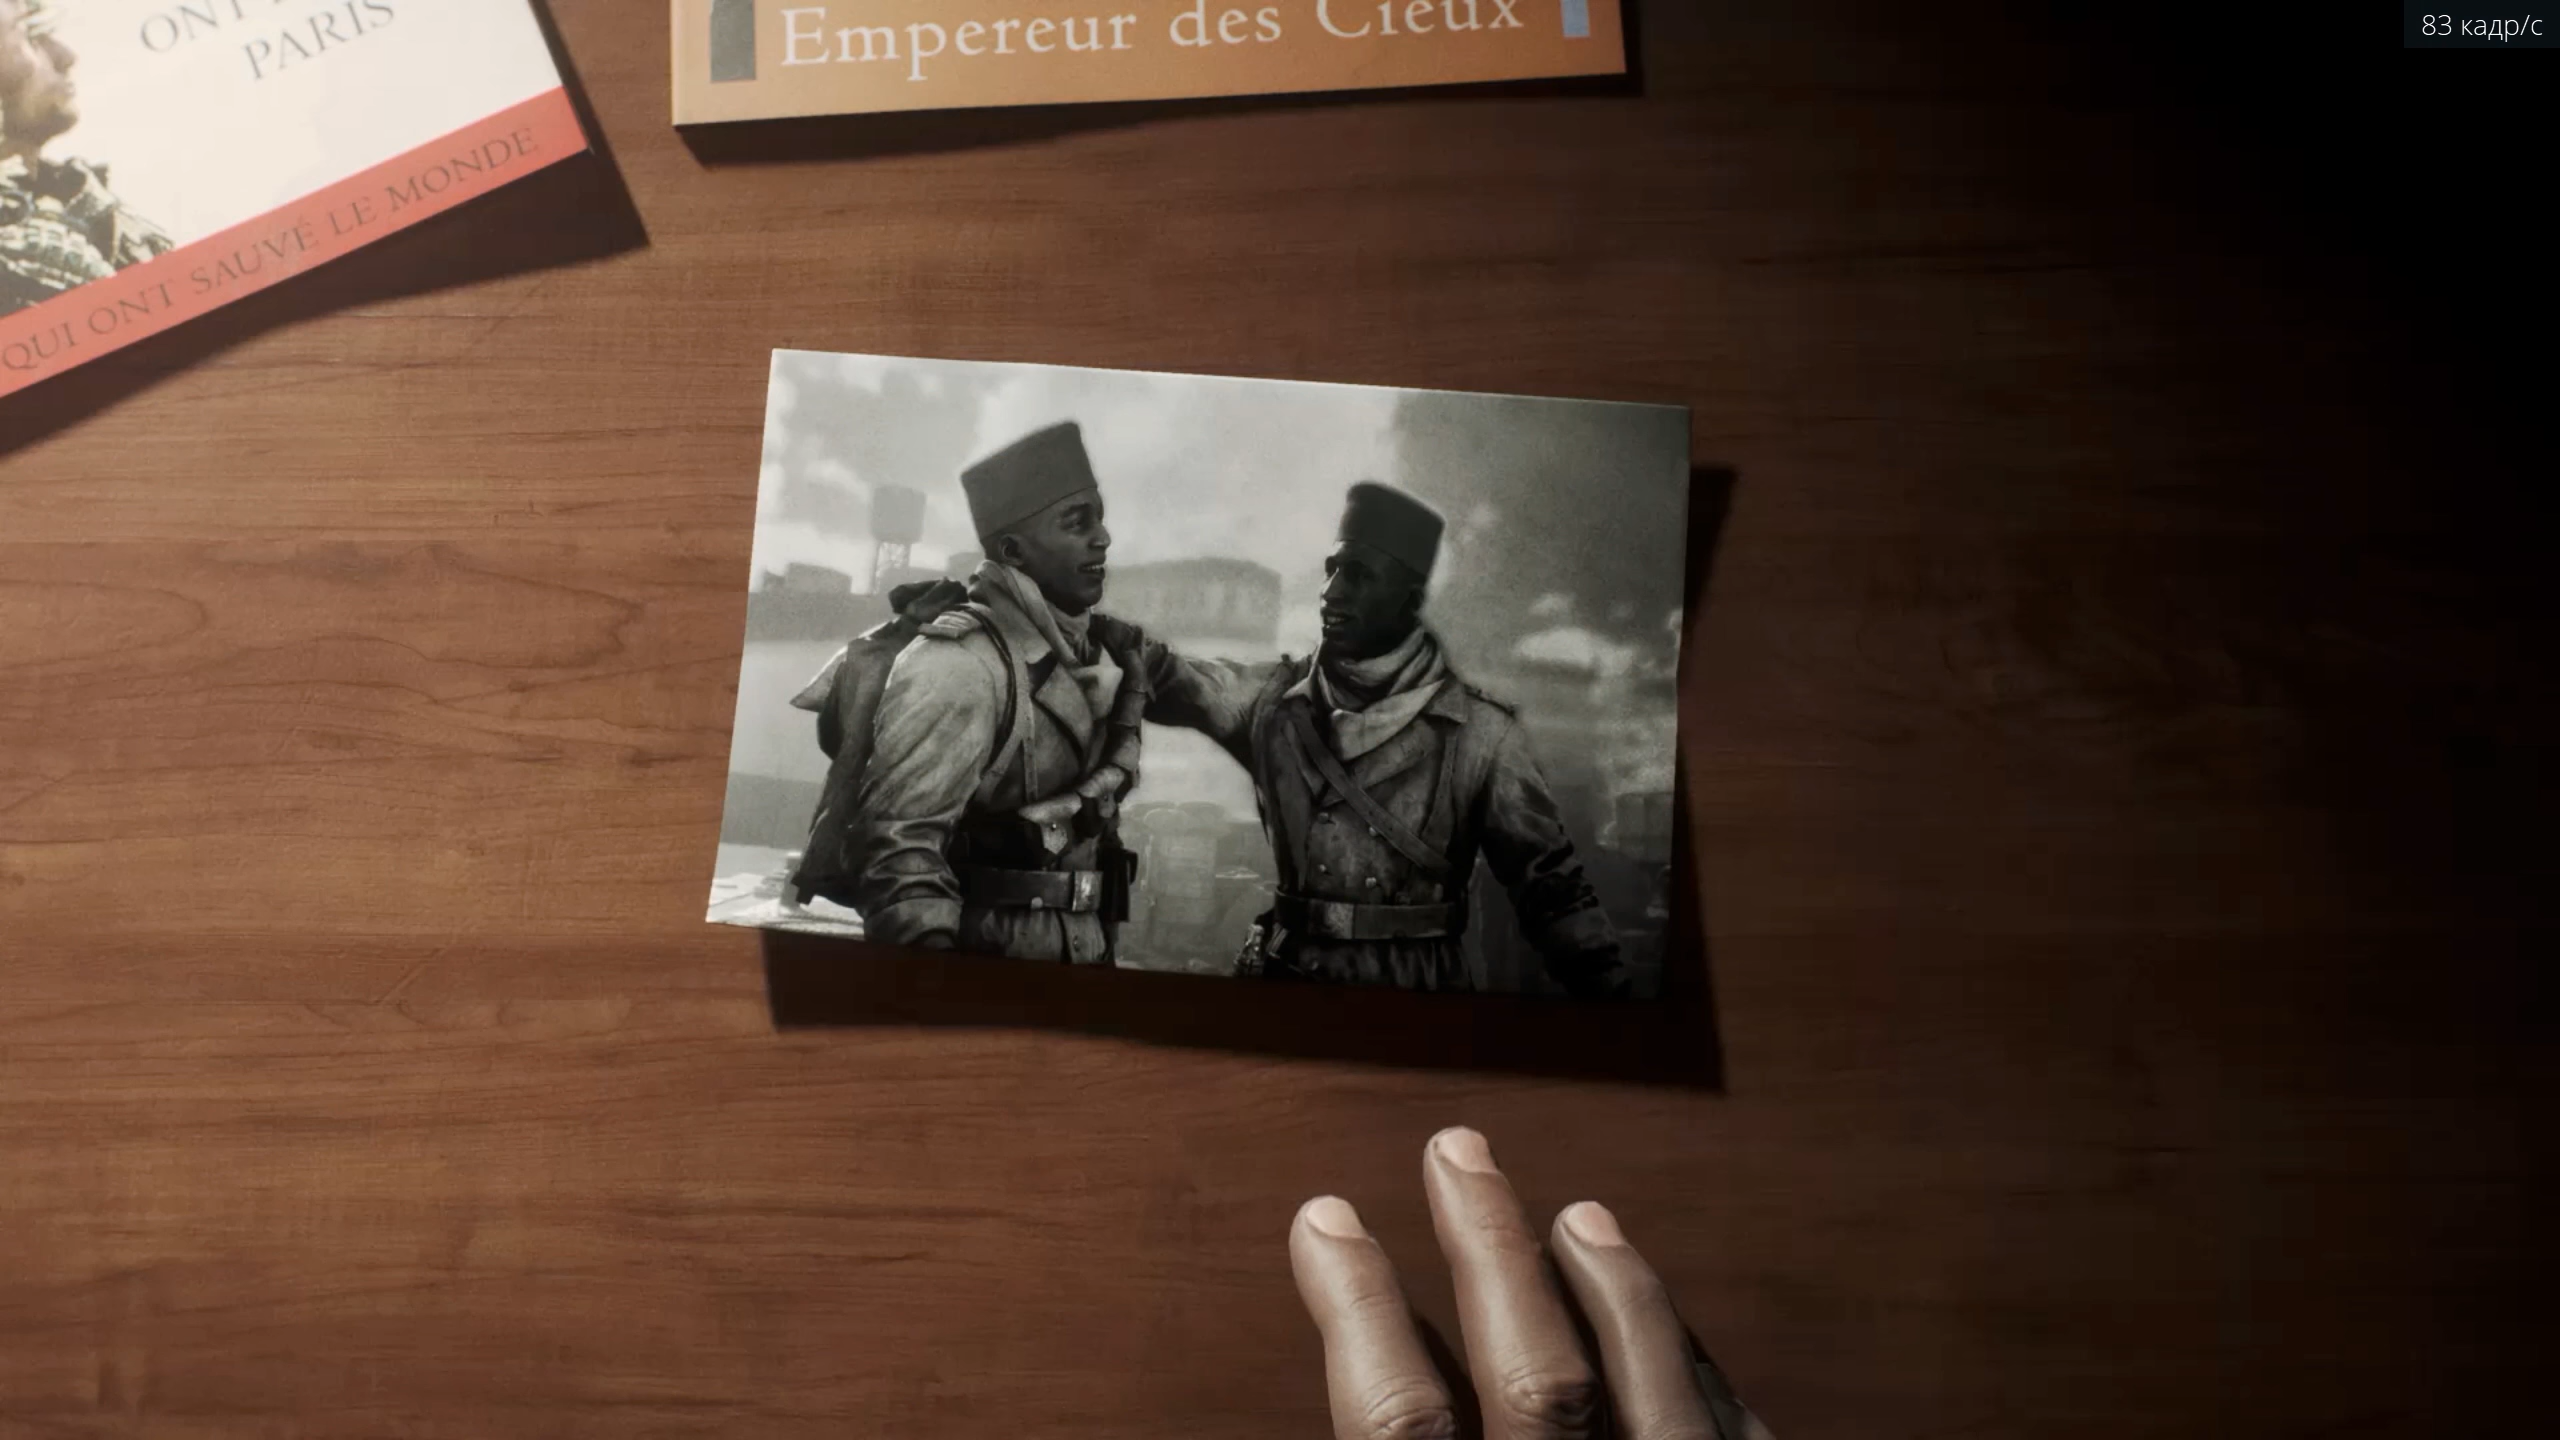 PARIS
QUI ONT SAUVÉ LE MONDE
Empereur des Cieux
83 кадр/с